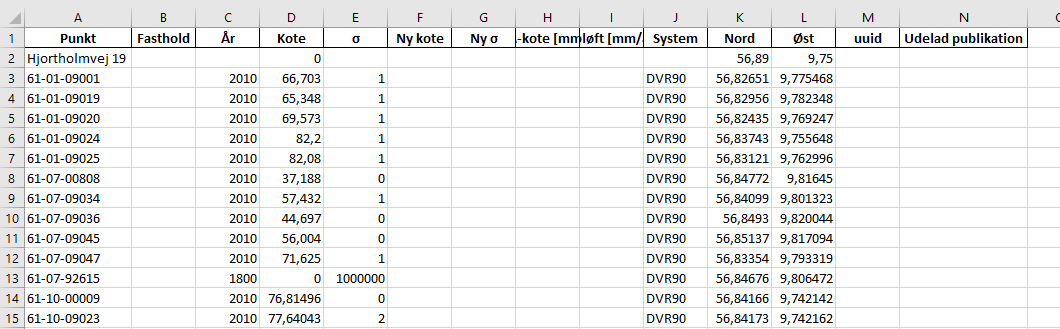 A B C D E F G H I J K L M N
1 Punkt Fasthold År Kote σ Ny kote Ny σ -kote [mm løft [mm/ System Nord Øst uuid Udelad publikation
2 Hjortholmvej 19 0 56,89 9,75
3 61-01-09001 2010 66,703 1 DVR90 56,82651 9,775468
4 61-01-09019 2010 65,348 1 DVR90 56,82956 9,782348
5 61-01-09020 2010 69,573 1 DVR90 56,82435 9,769247
6 61-01-09024 2010 82,2 1 DVR90 56,83743 9,755648
7 61-01-09025 2010 82,08 1 DVR90 56,83121 9,762996
8 61-07-00808 2010 37,188 0 DVR90 56,84772 9,81645
9 61-07-09034 2010 57,432 1 DVR90 56,84099 9,801323
10 61-07-09036 2010 44,697 0 DVR90 56,8493 9,820044
11 61-07-09045 2010 56,004 0 DVR90 56,85137 9,817094
12 61-07-09047 2010 71,625 1 DVR90 56,83354 9,793319
13 61-07-92615 1800 0 1000000 DVR90 56,84676 9,806472
14 61-10-00009 2010 76,81496 0 DVR90 56,84166 9,742142
15 61-10-09023 2010 77,64043 2 DVR90 56,84173 9,742162